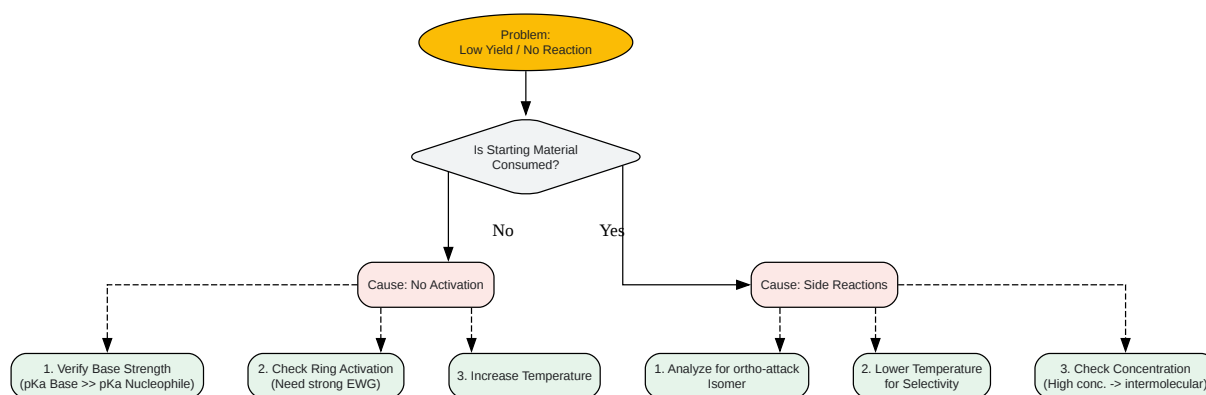 Problem:
Low Yield / No Reaction
Is Starting Material
Consumed?
No
Yes
Cause: No Activation
Cause: Side Reactions
1. Verify Base Strength
(pKa Base >> pKa Nucleophile)
2. Check Ring Activation
(Need strong EWG)
3. Increase Temperature
1. Analyze for ortho-attack
Isomer
2. Lower Temperature
for Selectivity
3. Check Concentration
(High conc. -> intermolecular)